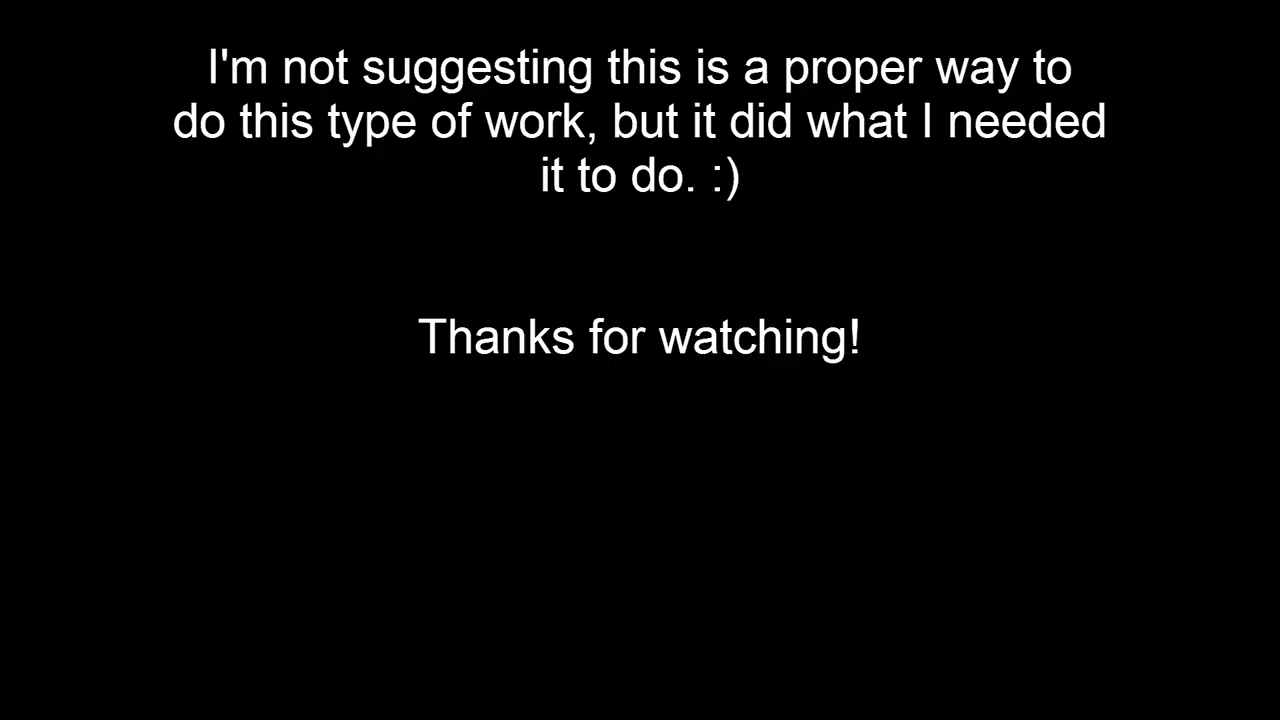 I'm not suggesting this is a proper way to
do this type of work, but it did what I needed
it to do. :)
Thanks for watching!